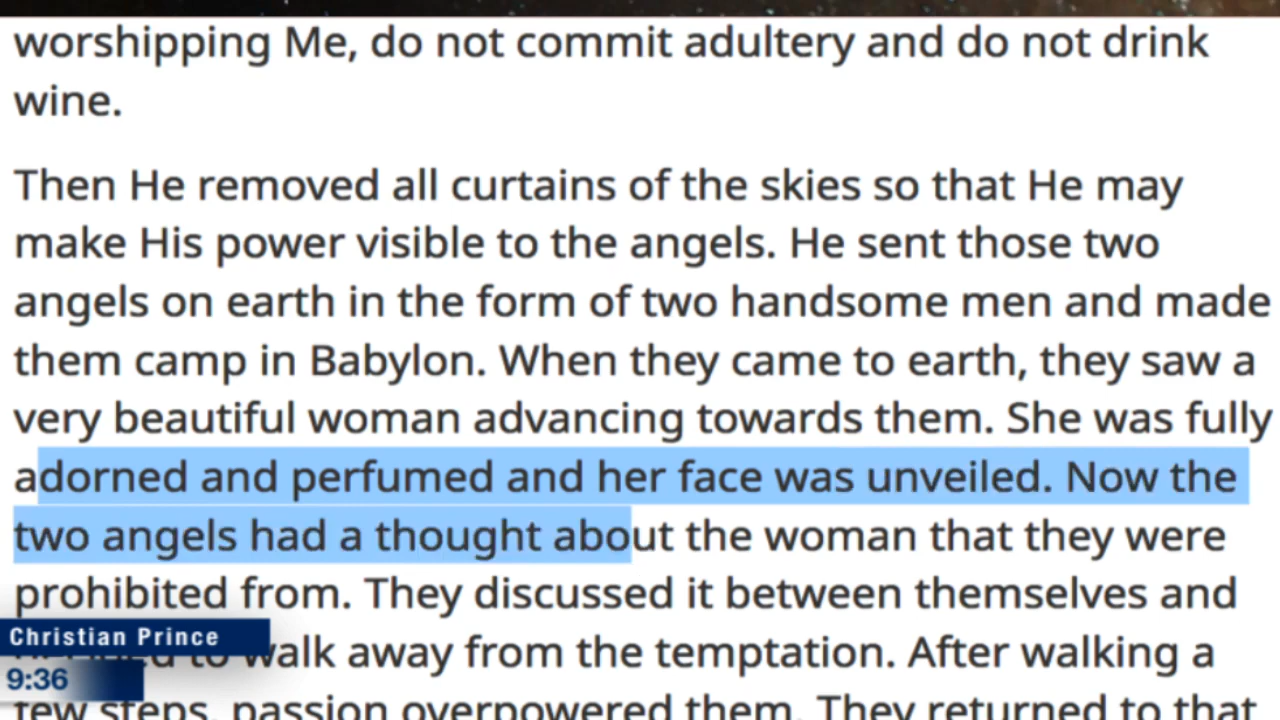 worshipping Me, do not commit adultery and do not drink
wine.
Then He removed all curtains of the skies so that He may
make His power visible to the angels. He sent those two
angels on earth in the form of two handsome men and made
them camp in Babylon. When they came to earth, they saw a
very beautiful woman advancing towards them. She was fully
adorned and perfumed and her face was unveiled. Now the
two angels had a thought about the woman that they were
prohibited from. They discussed it between themselves and
Christian Prince
to walk away from the temptation. After walking a
9:36
few steps, passion overpowered them. They returned to that